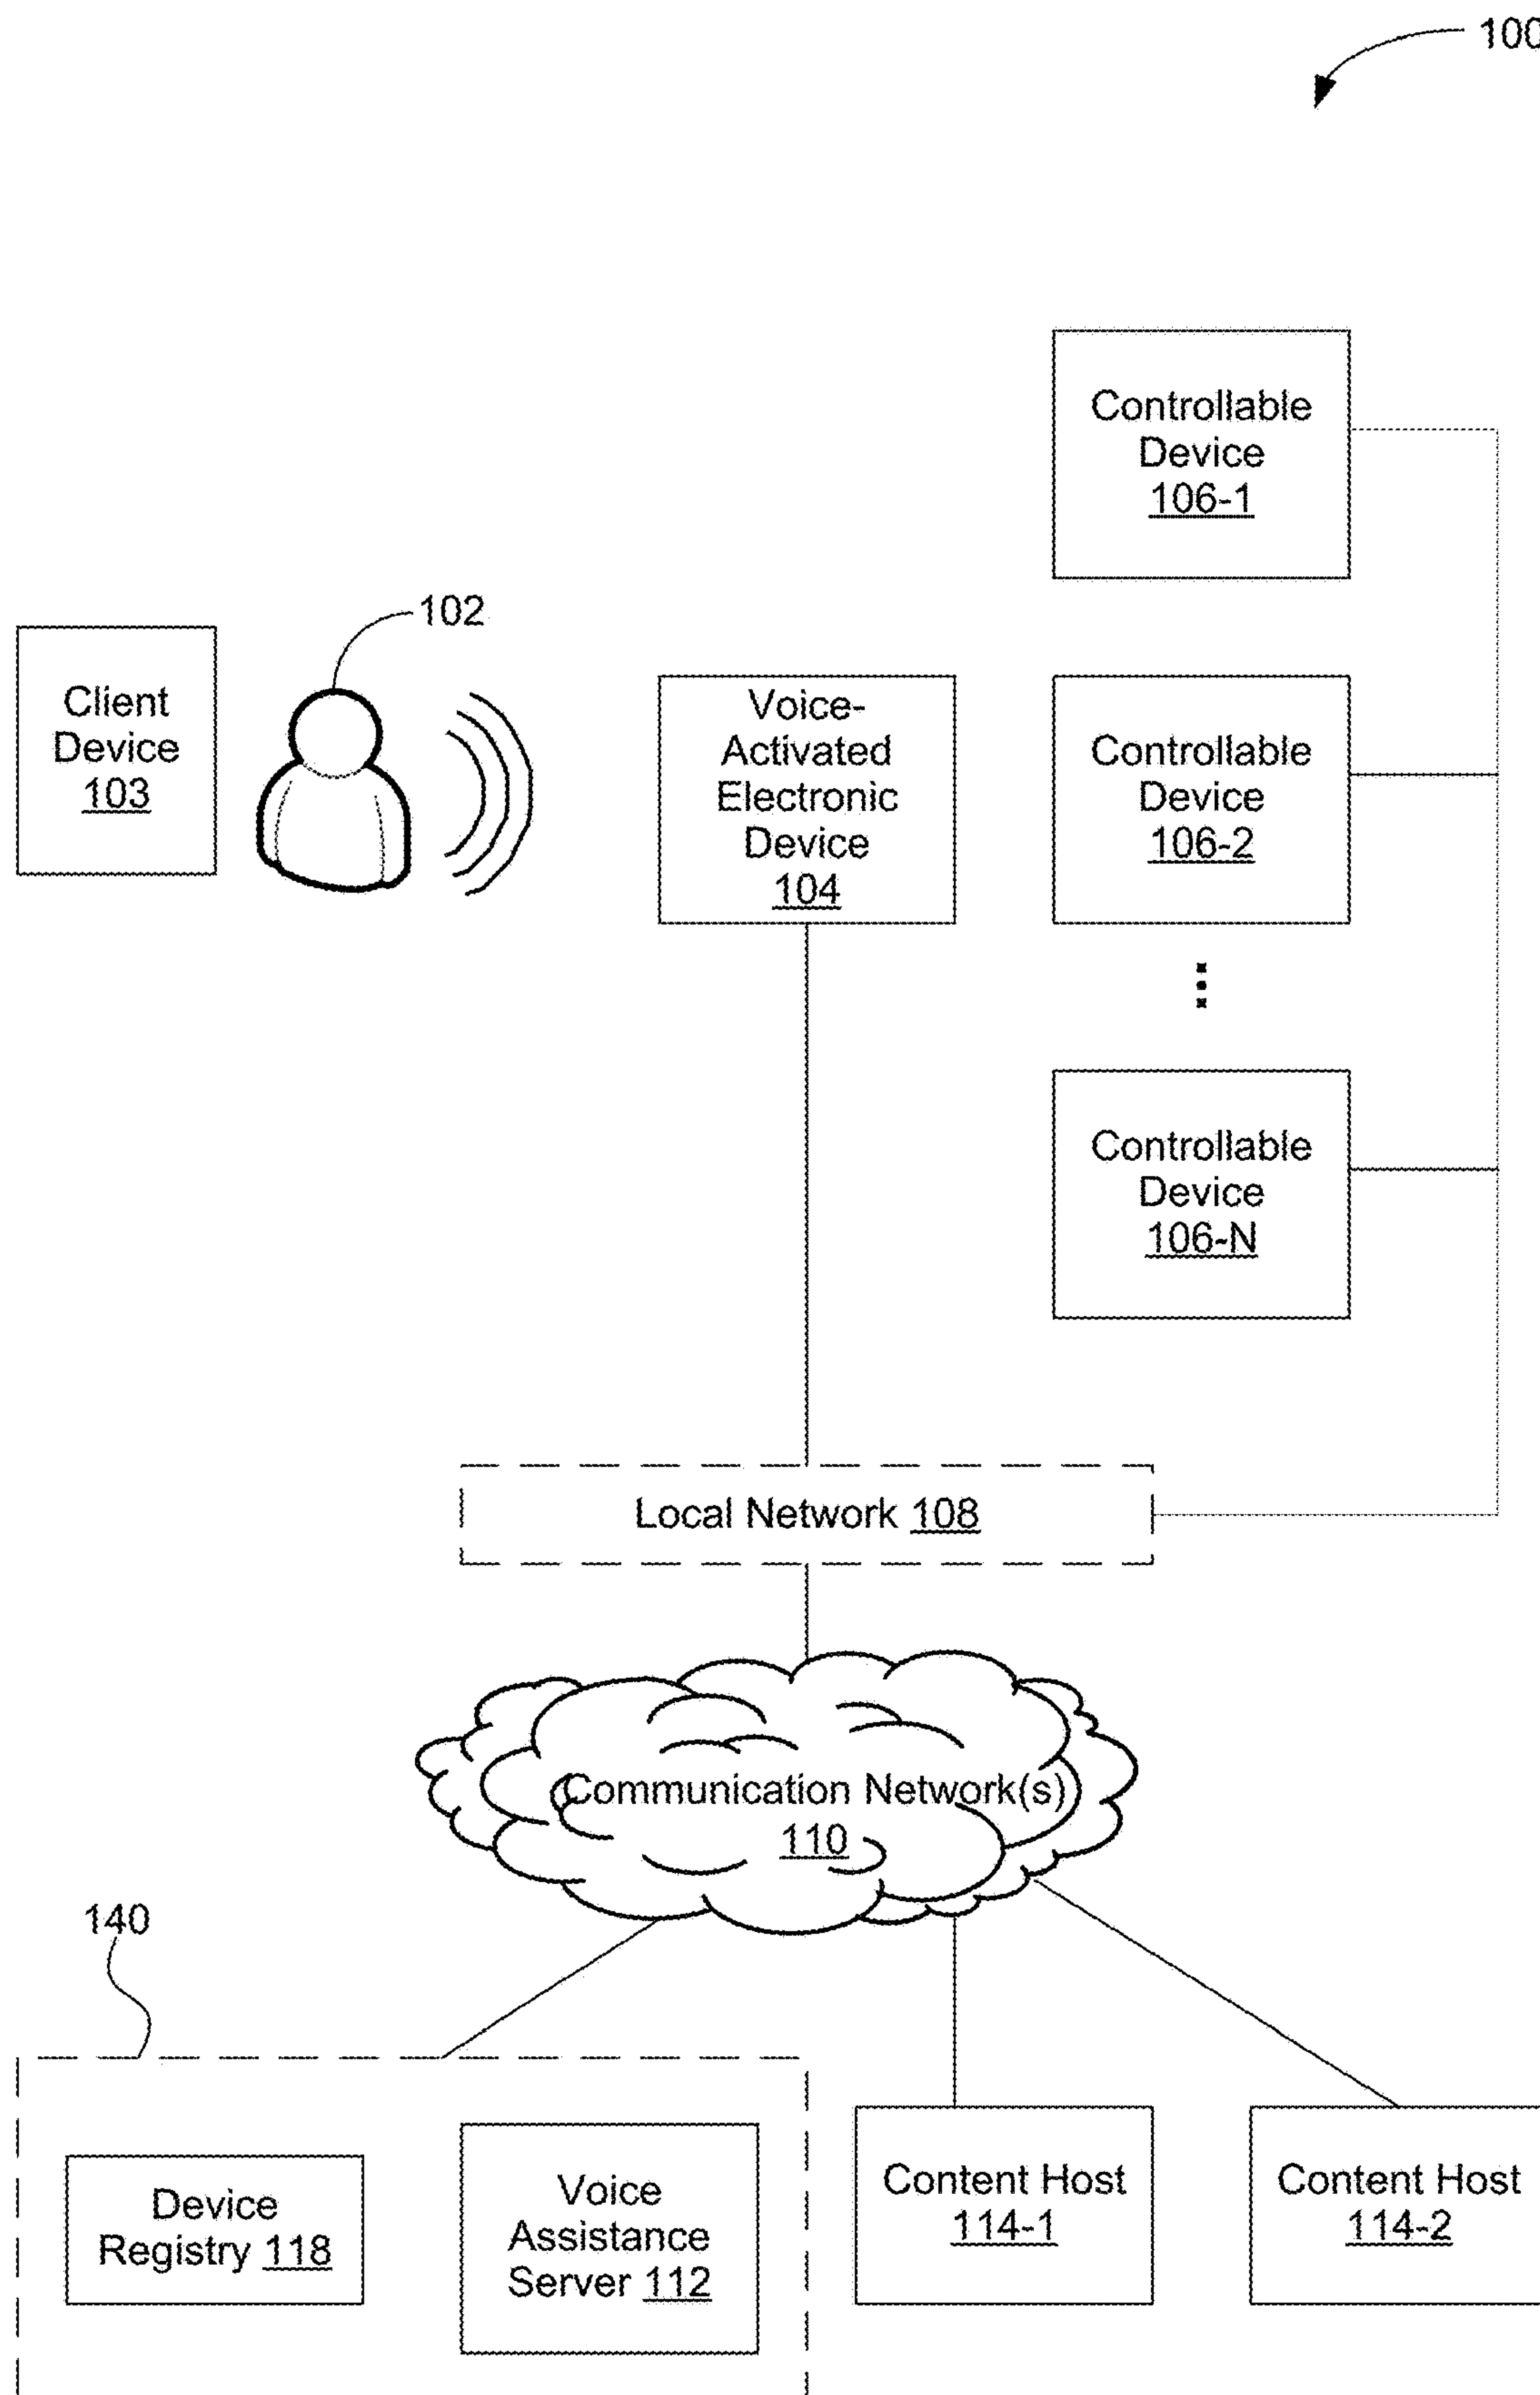 100
Controllable
Device
106-1
102
Client
Device
103
Voice-
Activated
Electronic
Device
104
Controllable
Device
106-2
Controllable
Device
106-N
Local Network 108
Communication Network(s)
110
140
Device
Registry 118
Voice
Assistance
Server 112
Content Host
114-1
Content Host
114-2